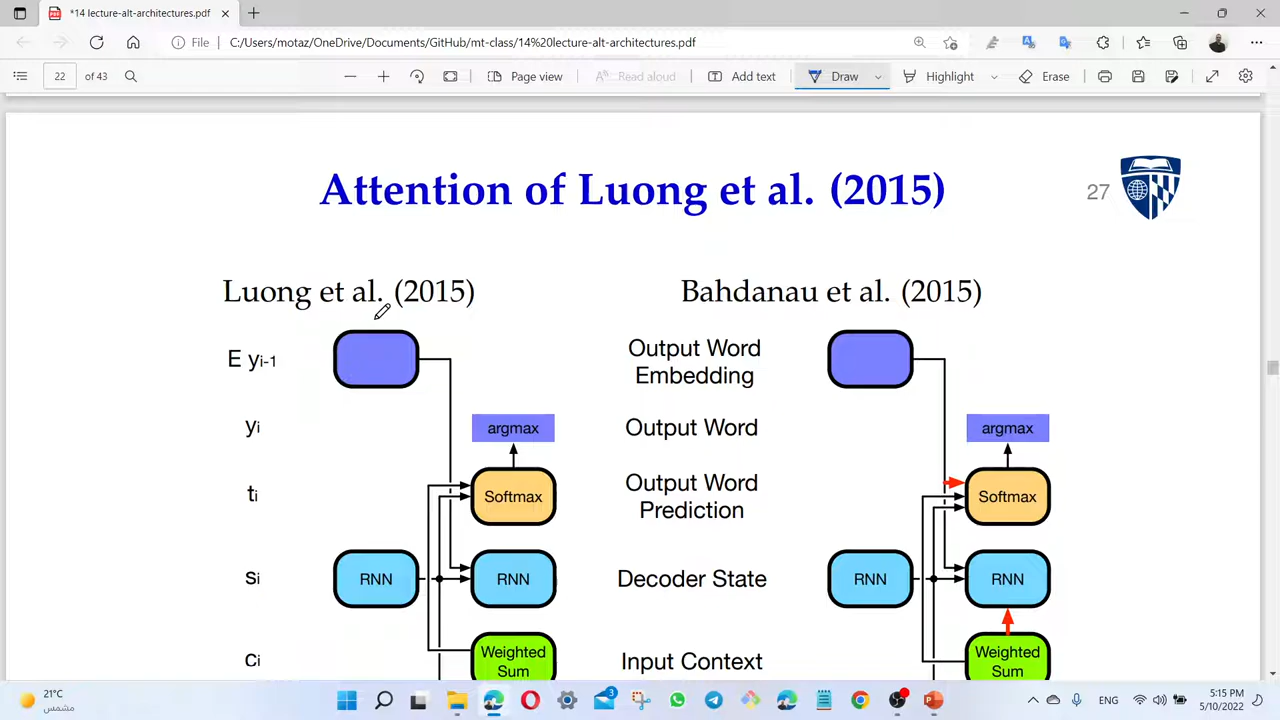 *14 lecture-alt-architectures.pdf
File
C:/Users/motaz/OneDrive/Documents/GitHub/mt-class/14%20lecture-alt-architectures.pdf
22 of 43
Page view
Read aloud
Add text
Draw
Highlight
Erase
Attention of Luong et al. (2015)
27
Luong et al. (2015)
Bahdanau et al. (2015)
E yi-1
Output Word
Embedding
yi
argmax
Output Word
argmax
ti
Softmax
Output Word
Prediction
Softmax
si
RNN
RNN
Decoder State
RNN
RNN
ci
Weighted
Sum
Input Context
Weighted
Sum
21°C
مشمس
3
ENG
5:15 PM
5/10/2022